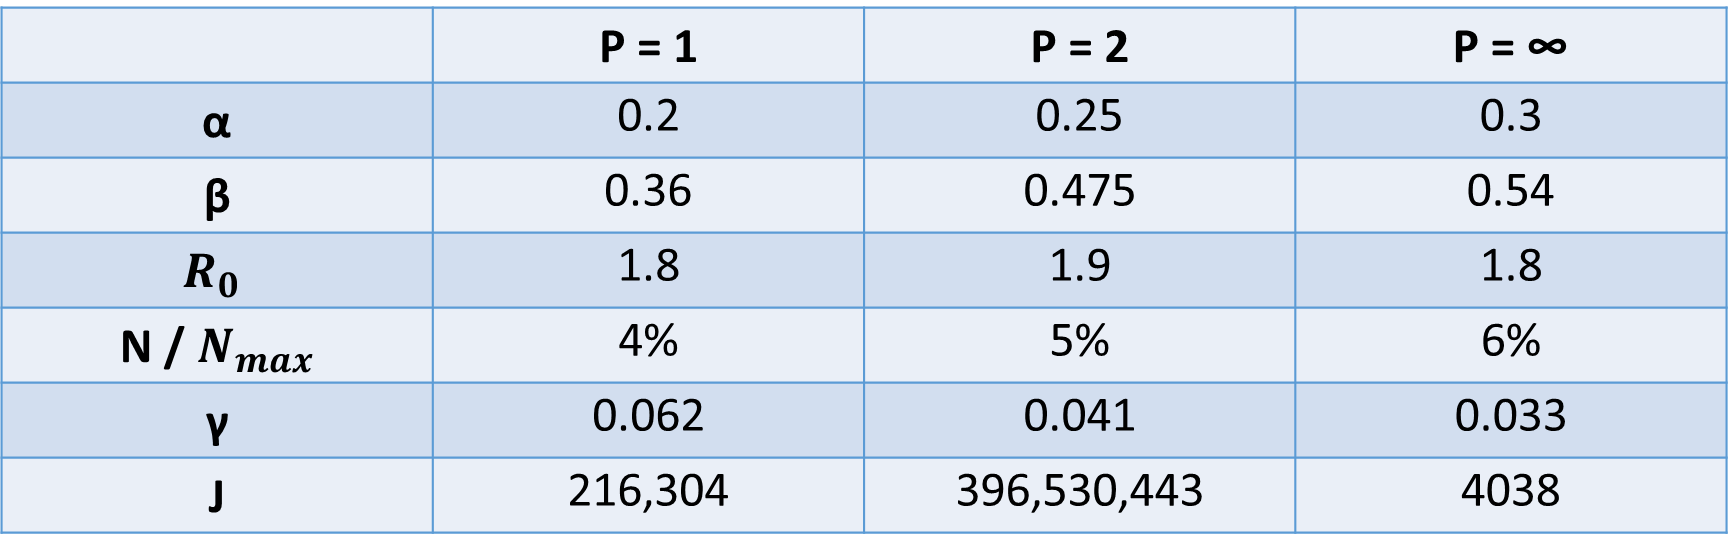 P = 1 P = 2 P = ∞
α 0.2 0.25 0.3
β 0.36 0.475 0.54
R₀ 1.8 1.9 1.8
N / Nₘₐₓ 4% 5% 6%
γ 0.062 0.041 0.033
J 216,304 396,530,443 4038